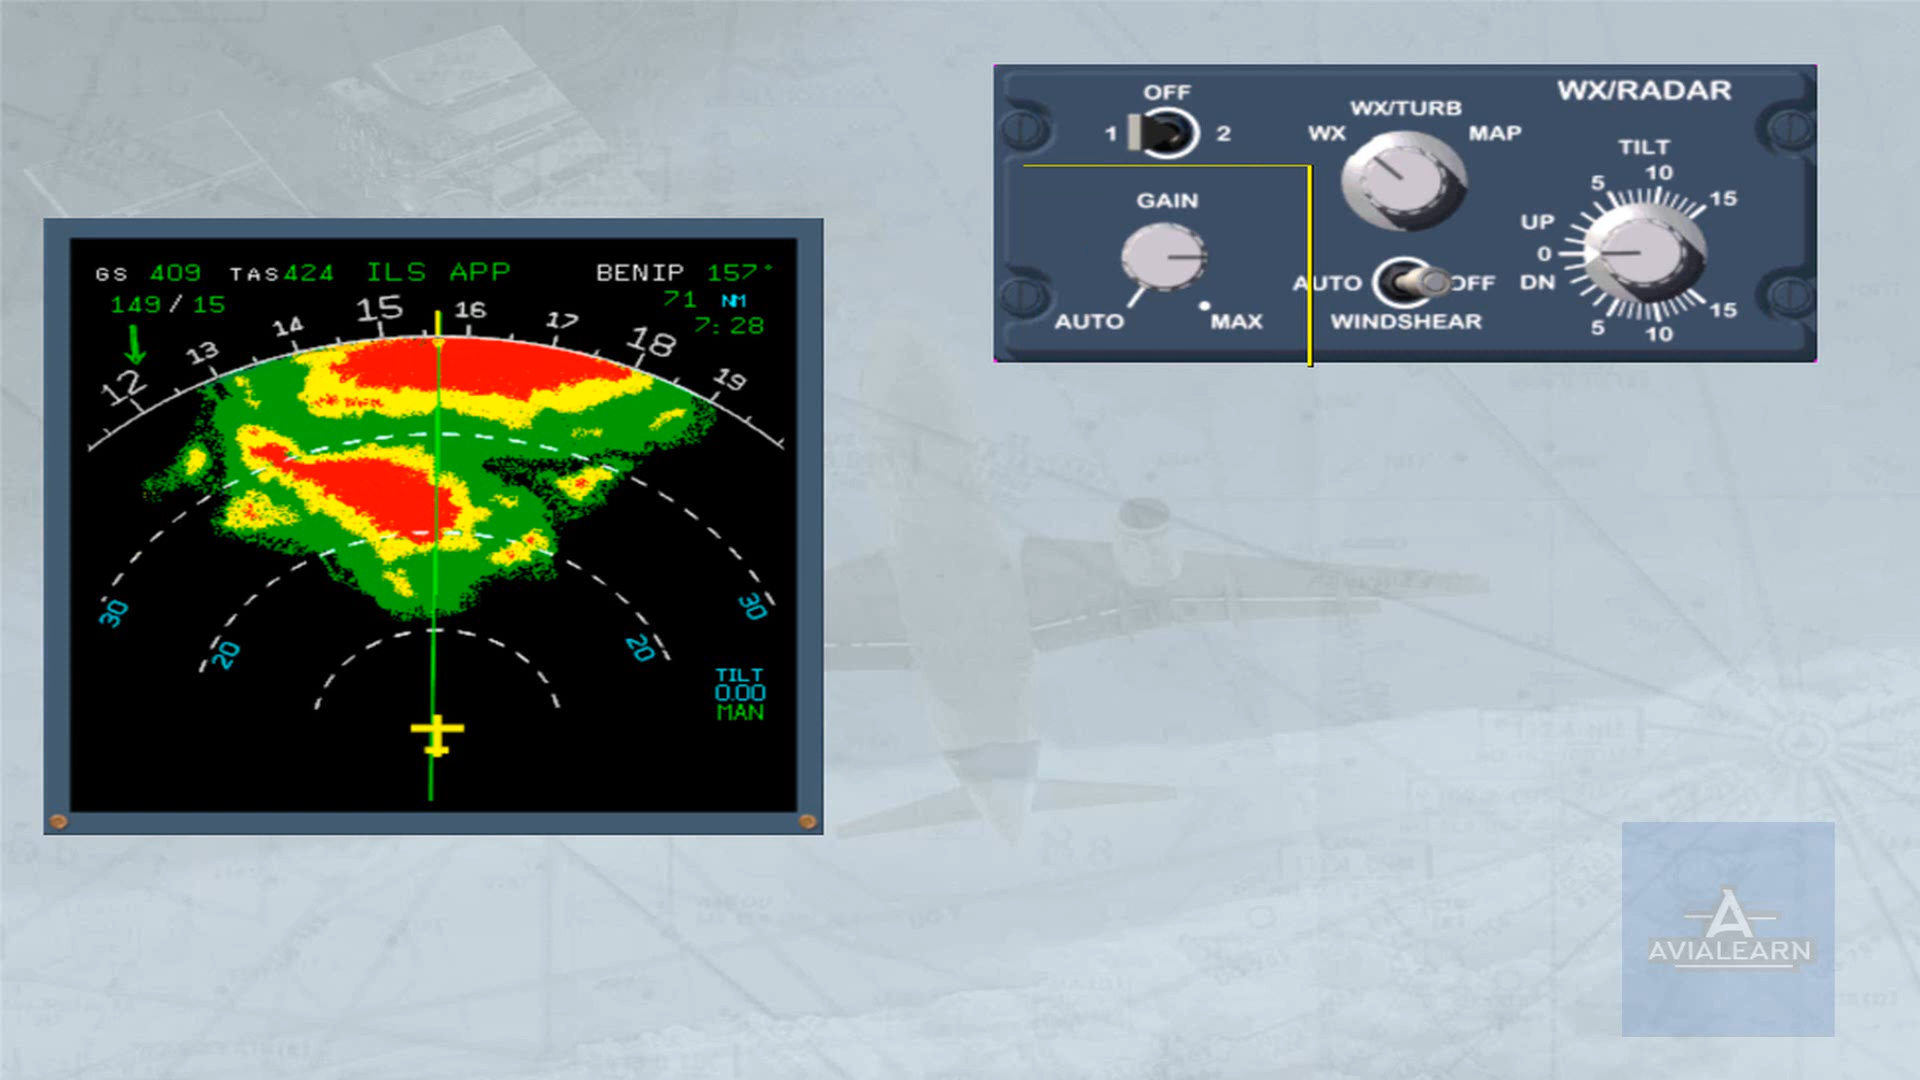 GS 409 TAS424 ILS APP BENIP 157°
149/15 71 NM
7:28
12 13 14 15 16 17 18 19
30 20 20 30
TILT
0.00
MAN
WX/RADAR
OFF
1 2
WX/TURB
WX MAP
TILT
GAIN
AUTO MAX
AUTO OFF
WINDSHEAR
UP
0
DN
5 10 15
5 10 15
AVIALEARN